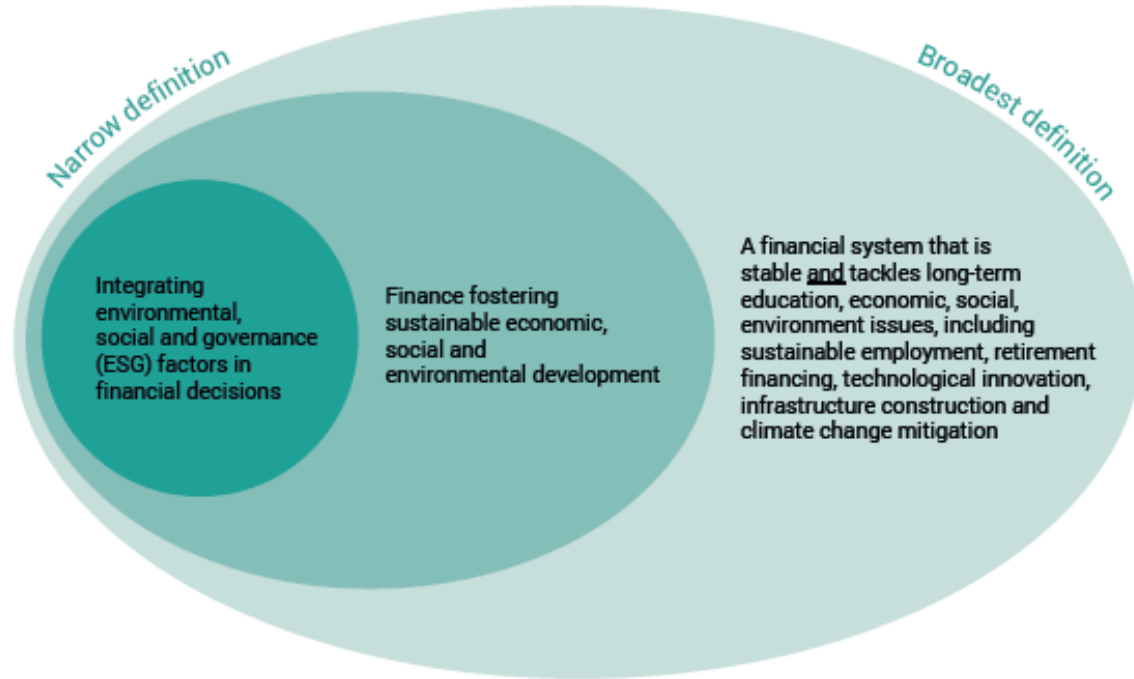 Narrow definition
Broadest definition
Integrating
environmental,
social and governance
(ESG) factors in
financial decisions
Finance fostering
sustainable economic,
social and
environmental development
A financial system that is
stable and tackles long-term
education, economic, social,
environment issues, including
sustainable employment, retirement
financing, technological innovation,
infrastructure construction and
climate change mitigation